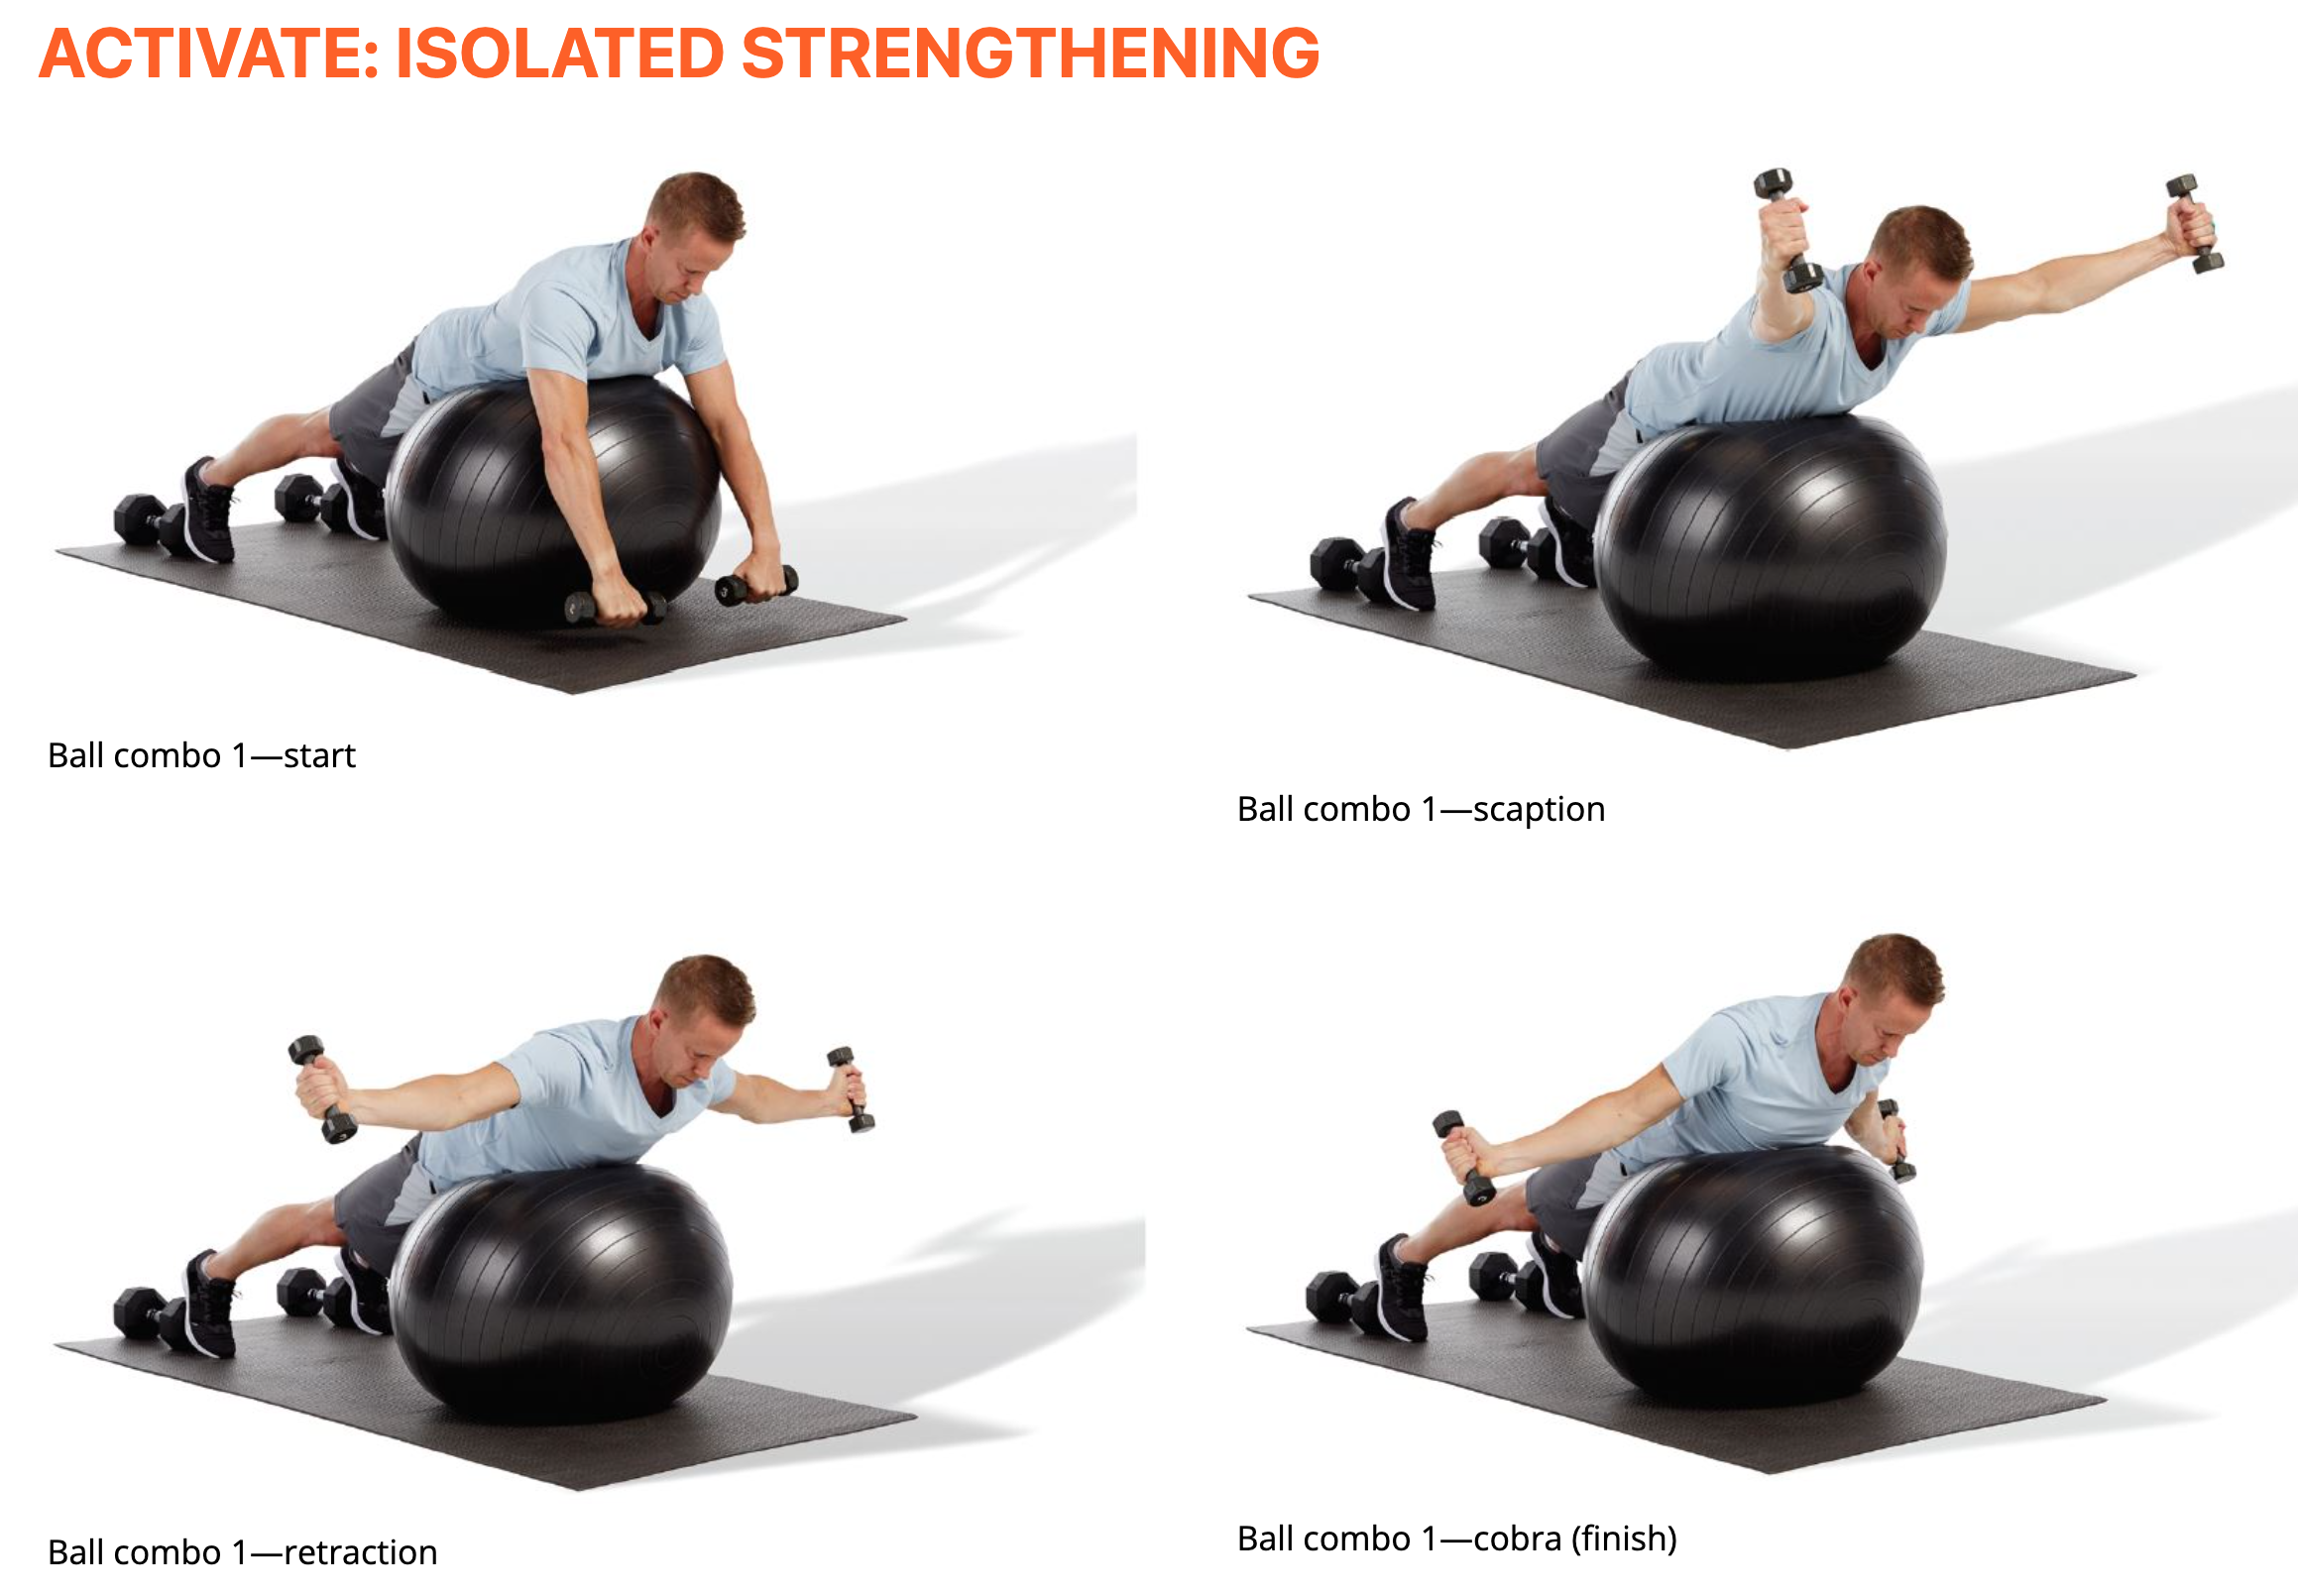 ACTIVATE: ISOLATED STRENGTHENING
Ball combo 1—start
Ball combo 1—scaption
Ball combo 1—retraction
Ball combo 1—cobra (finish)